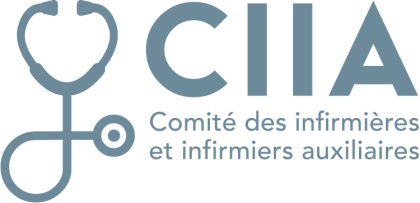 CIIA
Comité des infirmières
et infirmiers auxiliaires